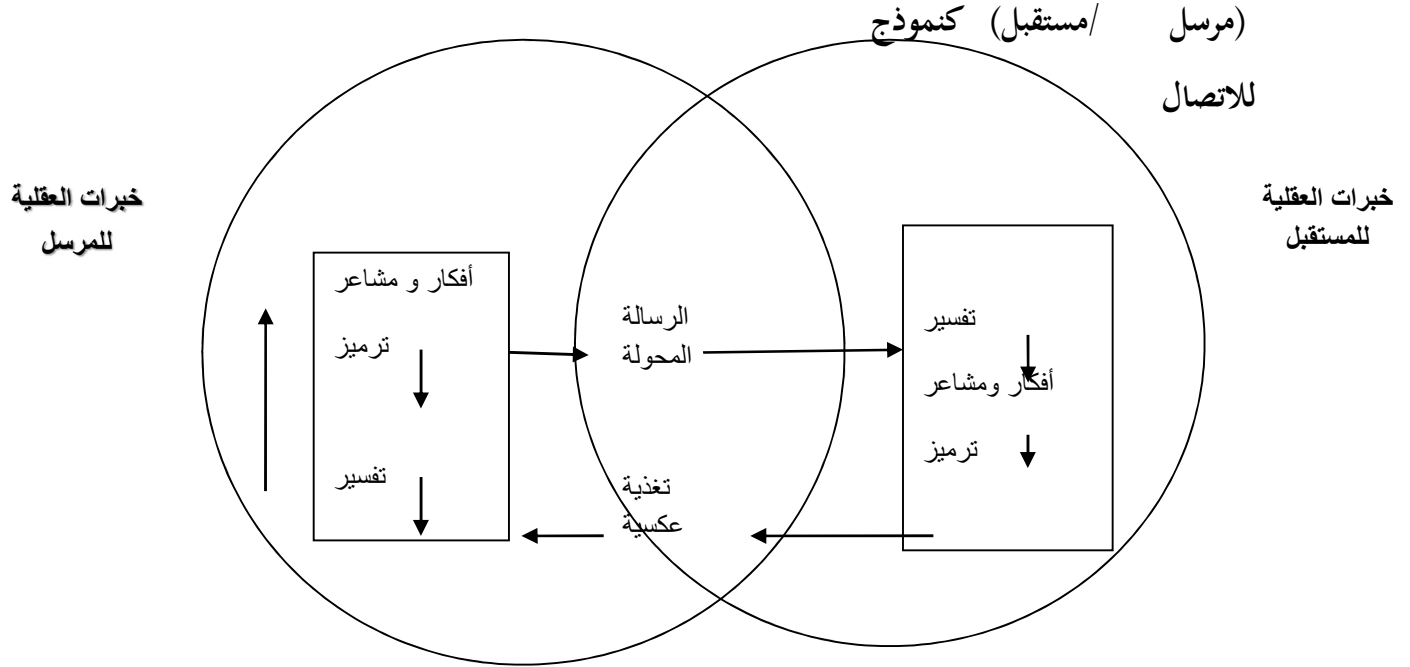 (مرسل /مستقبل) كنموذج
للاتصال
خبرات العقلية
للمستقبل
خبرات العقلية
للمرسل
تفسير
أفكار ومشاعر
ترميز
الرسالة
المحولة
تغذية
عكسية
أفكار و مشاعر
ترميز
تفسير